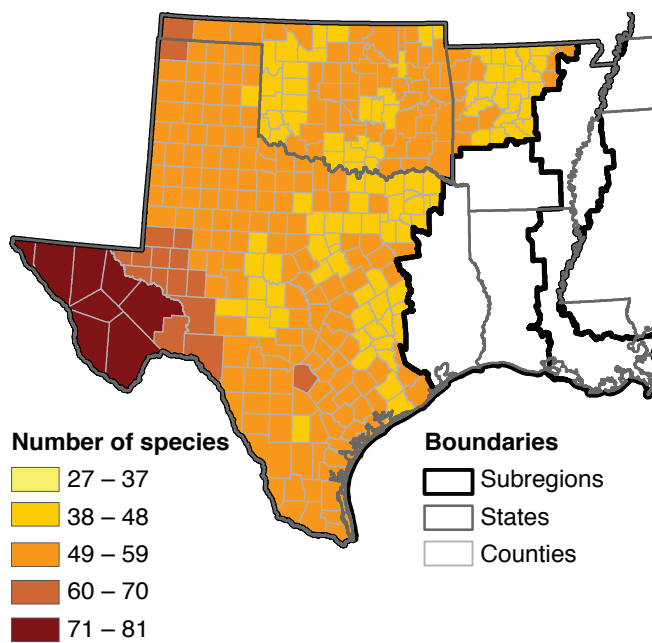 Number of species
27 – 37
38 – 48
49 – 59
60 – 70
71 – 81
Boundaries
Subregions
States
Counties